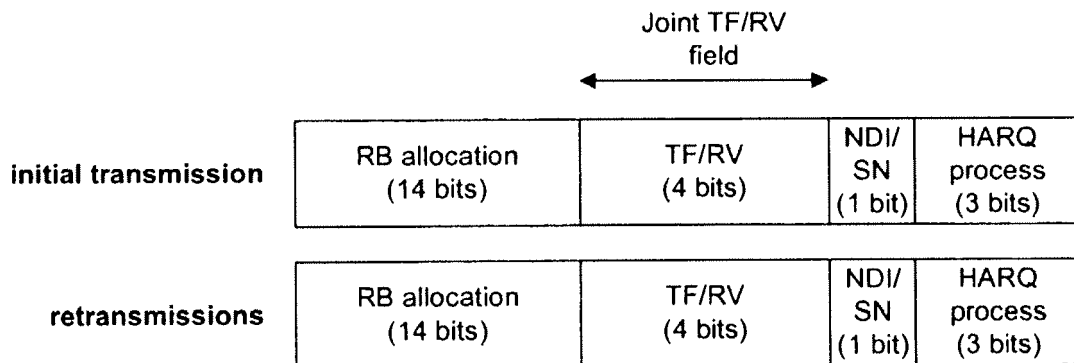 Joint TF/RV
field
initial transmission
RB allocation
(14 bits)
TF/RV
(4 bits)
NDI/
SN
(1 bit)
HARQ
process
(3 bits)
retransmissions
RB allocation
(14 bits)
TF/RV
(4 bits)
NDI/
SN
(1 bit)
HARQ
process
(3 bits)